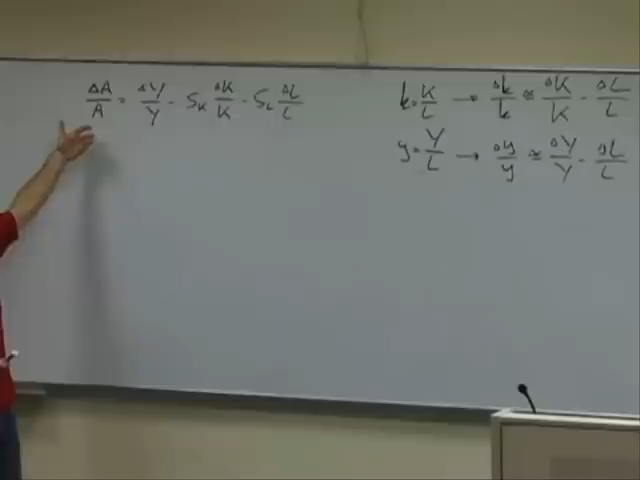 ΔA/A = ΔY/Y - S_K ΔK/K - S_L ΔL/L
k = K/L → Δk/k ≅ ΔK/K - ΔL/L
y = Y/L → Δy/y ≅ ΔY/Y - ΔL/L